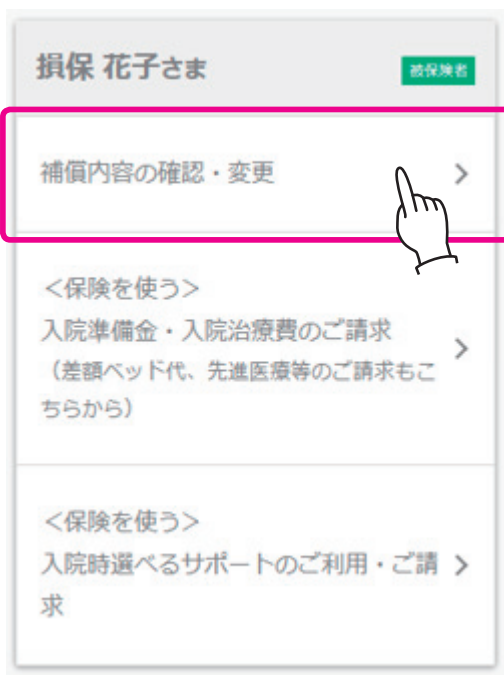 損保 花子さま
被保険者
補償内容の確認・変更
＜保険を使う＞
入院準備金・入院治療費のご請求
（差額ベッド代、先進医療等のご請求もこ
ちらから）
＜保険を使う＞
入院時選べるサポートのご利用・ご請
求